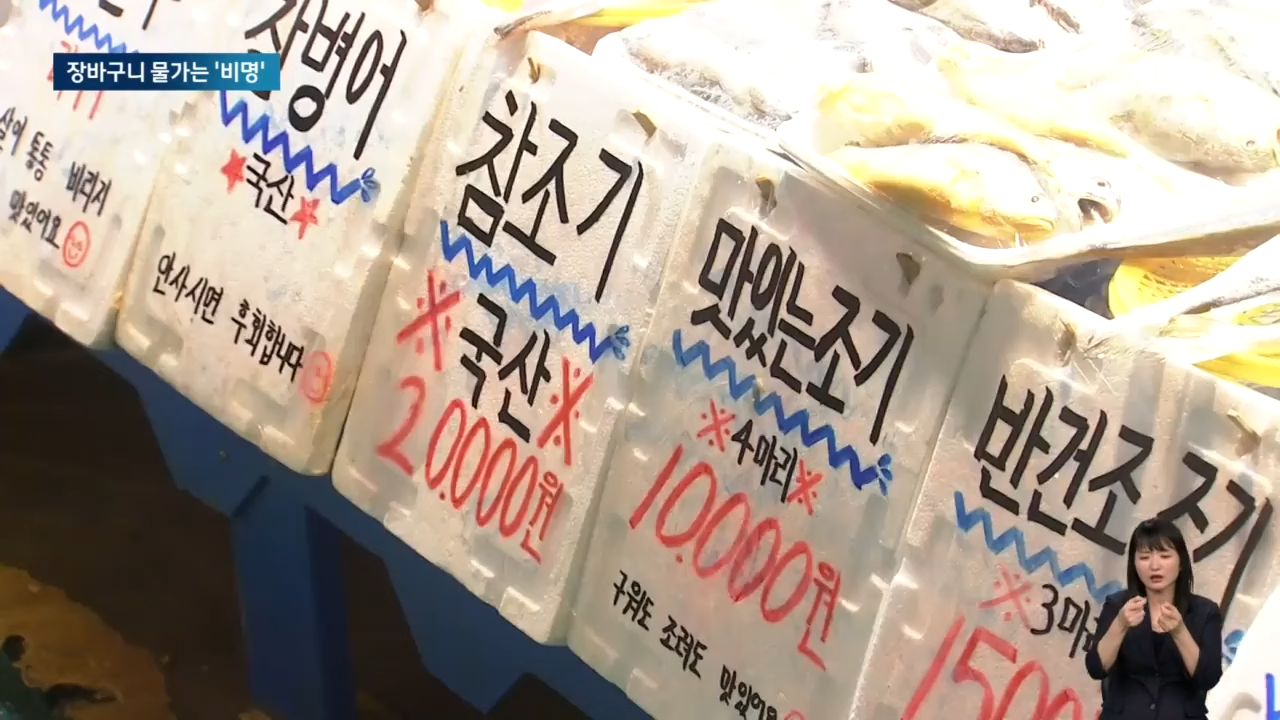 장바구니 물가는 '비명'
살이 통통
맛있어요
병어
국산
안사시면 후회합니다
참조기
※국산※
20.000원
맛있는조기
※4마리※
10.000원
구워도 조려도 맛있어요
반건조 조기
※3마리